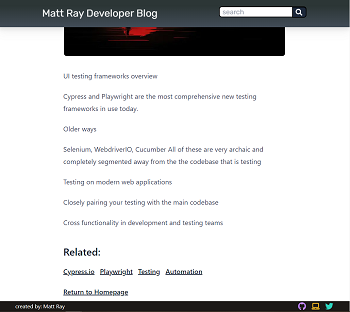 Matt Ray Developer Blog
search
UI testing frameworks overview
Cypress and Playwright are the most comprehensive new testing
frameworks in use today.
Older ways
Selenium, WebdriverIO, Cucumber All of these are very archaic and
completely segmented away from the the codebase that is testing
Testing on modern web applications
Closely pairing your testing with the main codebase
Cross functionality in development and testing teams
Related:
Cypress.io Playwright Testing Automation
Return to Homepage
created by: Matt Ray